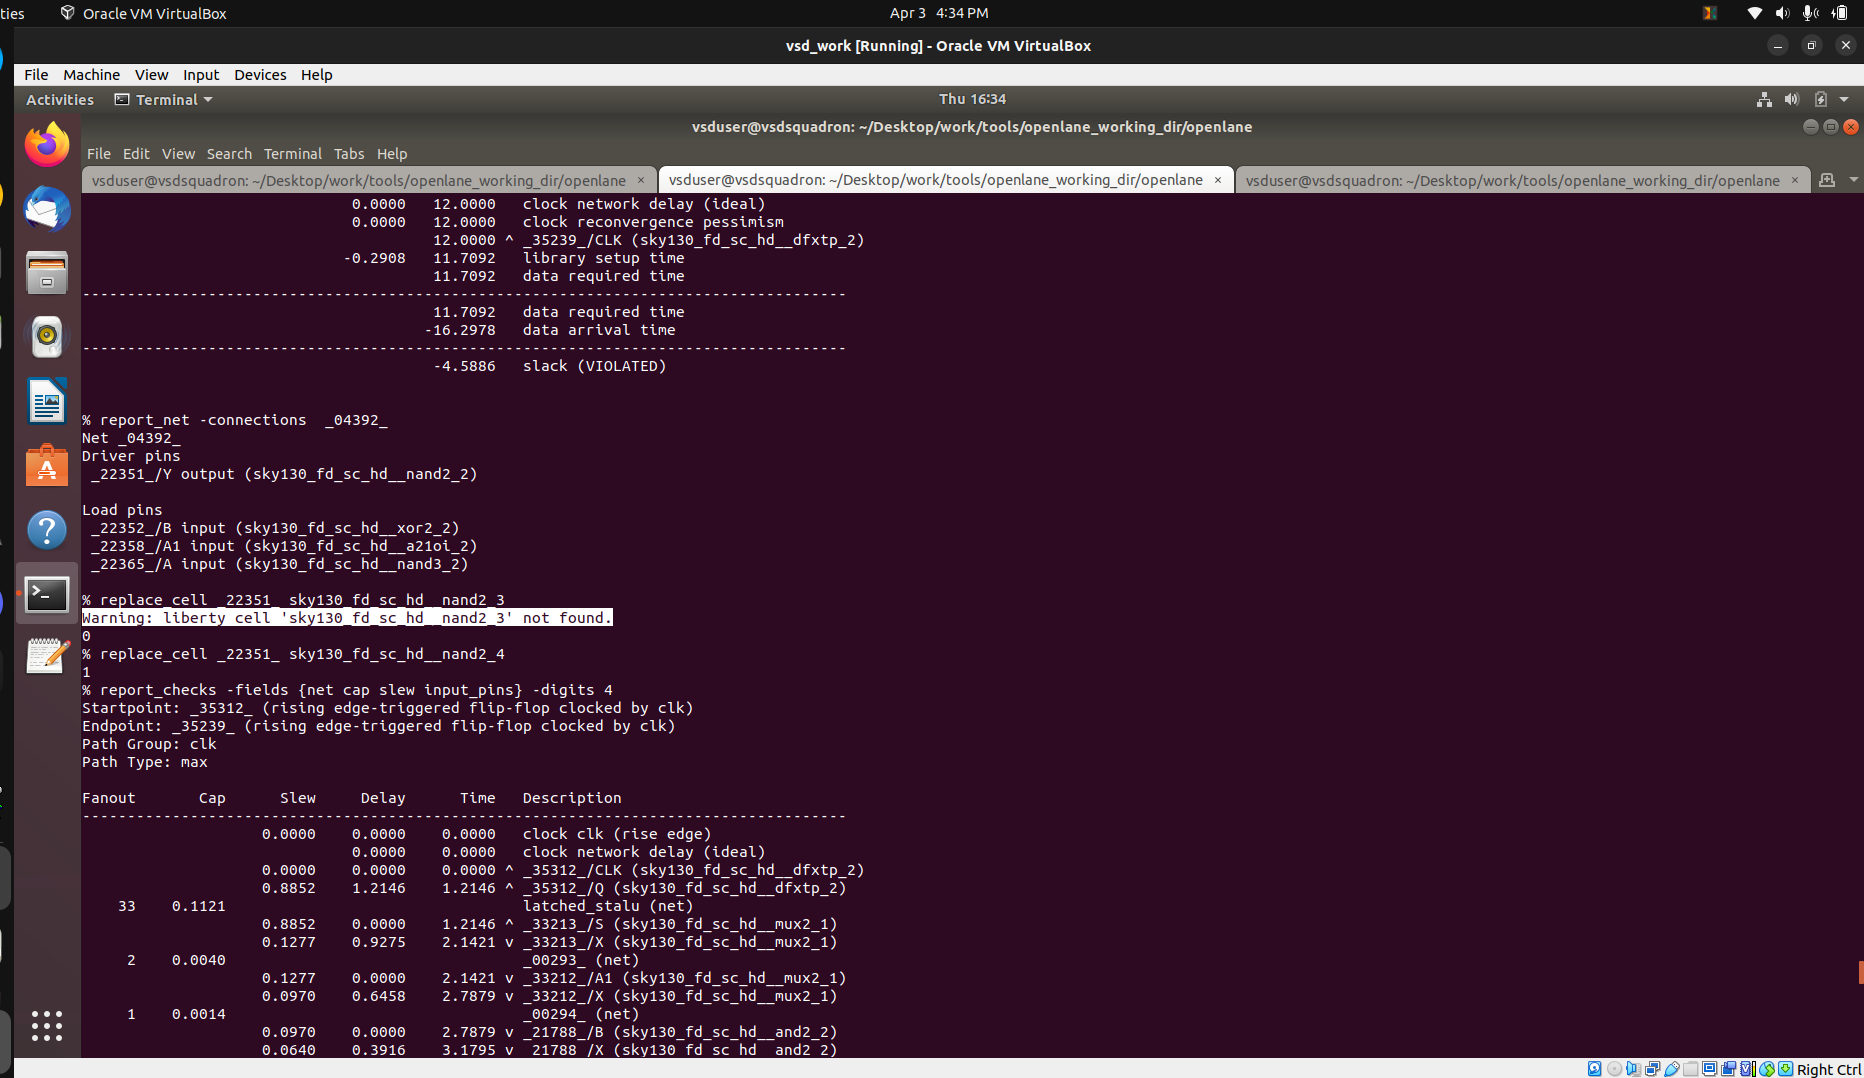 ties
Oracle VM VirtualBox
Apr 3 4:34 PM
vsd_work [Running] - Oracle VM VirtualBox
File Machine View Input Devices Help
Activities
Terminal
Thu 16:34
vsduser@vsdsquadron: ~/Desktop/work/tools/openlane_working_dir/openlane
File Edit View Search Terminal Tabs Help
vsduser@vsdsquadron: ~/Desktop/work/tools/openlane_working_dir/openlane × vsduser@vsdsquadron: ~/Desktop/work/tools/openlane_working_dir/openlane × vsduser@vsdsquadron: ~/Desktop/work/tools/openlane_working_dir/openlane ×
0.0000 12.0000 clock network delay (ideal)
0.0000 12.0000 clock reconvergence pessimism
12.0000 ^ _35239_/CLK (sky130_fd_sc_hd__dfxtp_2)
-0.2908 11.7092 library setup time
11.7092 data required time
-------------------------------------------------------------------------------------
11.7092 data required time
-16.2978 data arrival time
-------------------------------------------------------------------------------------
-4.5886 slack (VIOLATED)
% report_net -connections _04392_
Net _04392_
Driver pins
_22351_/Y output (sky130_fd_sc_hd__nand2_2)
Load pins
_22352_/B input (sky130_fd_sc_hd__xor2_2)
_22358_/A1 input (sky130_fd_sc_hd__a21oi_2)
_22365_/A input (sky130_fd_sc_hd__nand3_2)
% replace_cell _22351_ sky130_fd_sc_hd__nand2_3
Warning: liberty cell 'sky130_fd_sc_hd__nand2_3' not found.
0
% replace_cell _22351_ sky130_fd_sc_hd__nand2_4
1
% report_checks -fields {net cap slew input_pins} -digits 4
Startpoint: _35312_ (rising edge-triggered flip-flop clocked by clk)
Endpoint: _35239_ (rising edge-triggered flip-flop clocked by clk)
Path Group: clk
Path Type: max
Fanout Cap Slew Delay Time Description
-------------------------------------------------------------------------------------
0.0000 0.0000 0.0000 clock clk (rise edge)
0.0000 0.0000 clock network delay (ideal)
0.0000 0.0000 0.0000 ^ _35312_/CLK (sky130_fd_sc_hd__dfxtp_2)
0.8852 1.2146 1.2146 ^ _35312_/Q (sky130_fd_sc_hd__dfxtp_2)
33 0.1121 latched_stalu (net)
0.8852 0.0000 1.2146 ^ _33213_/S (sky130_fd_sc_hd__mux2_1)
0.1277 0.9275 2.1421 v _33213_/X (sky130_fd_sc_hd__mux2_1)
2 0.0040 _00293_ (net)
0.1277 0.0000 2.1421 v _33212_/A1 (sky130_fd_sc_hd__mux2_1)
0.0970 0.6458 2.7879 v _33212_/X (sky130_fd_sc_hd__mux2_1)
1 0.0014 _00294_ (net)
0.0970 0.0000 2.7879 v _21788_/B (sky130_fd_sc_hd__and2_2)
0.0640 0.3916 3.1795 v _21788_/X (sky130_fd_sc_hd__and2_2)
Right Ctrl